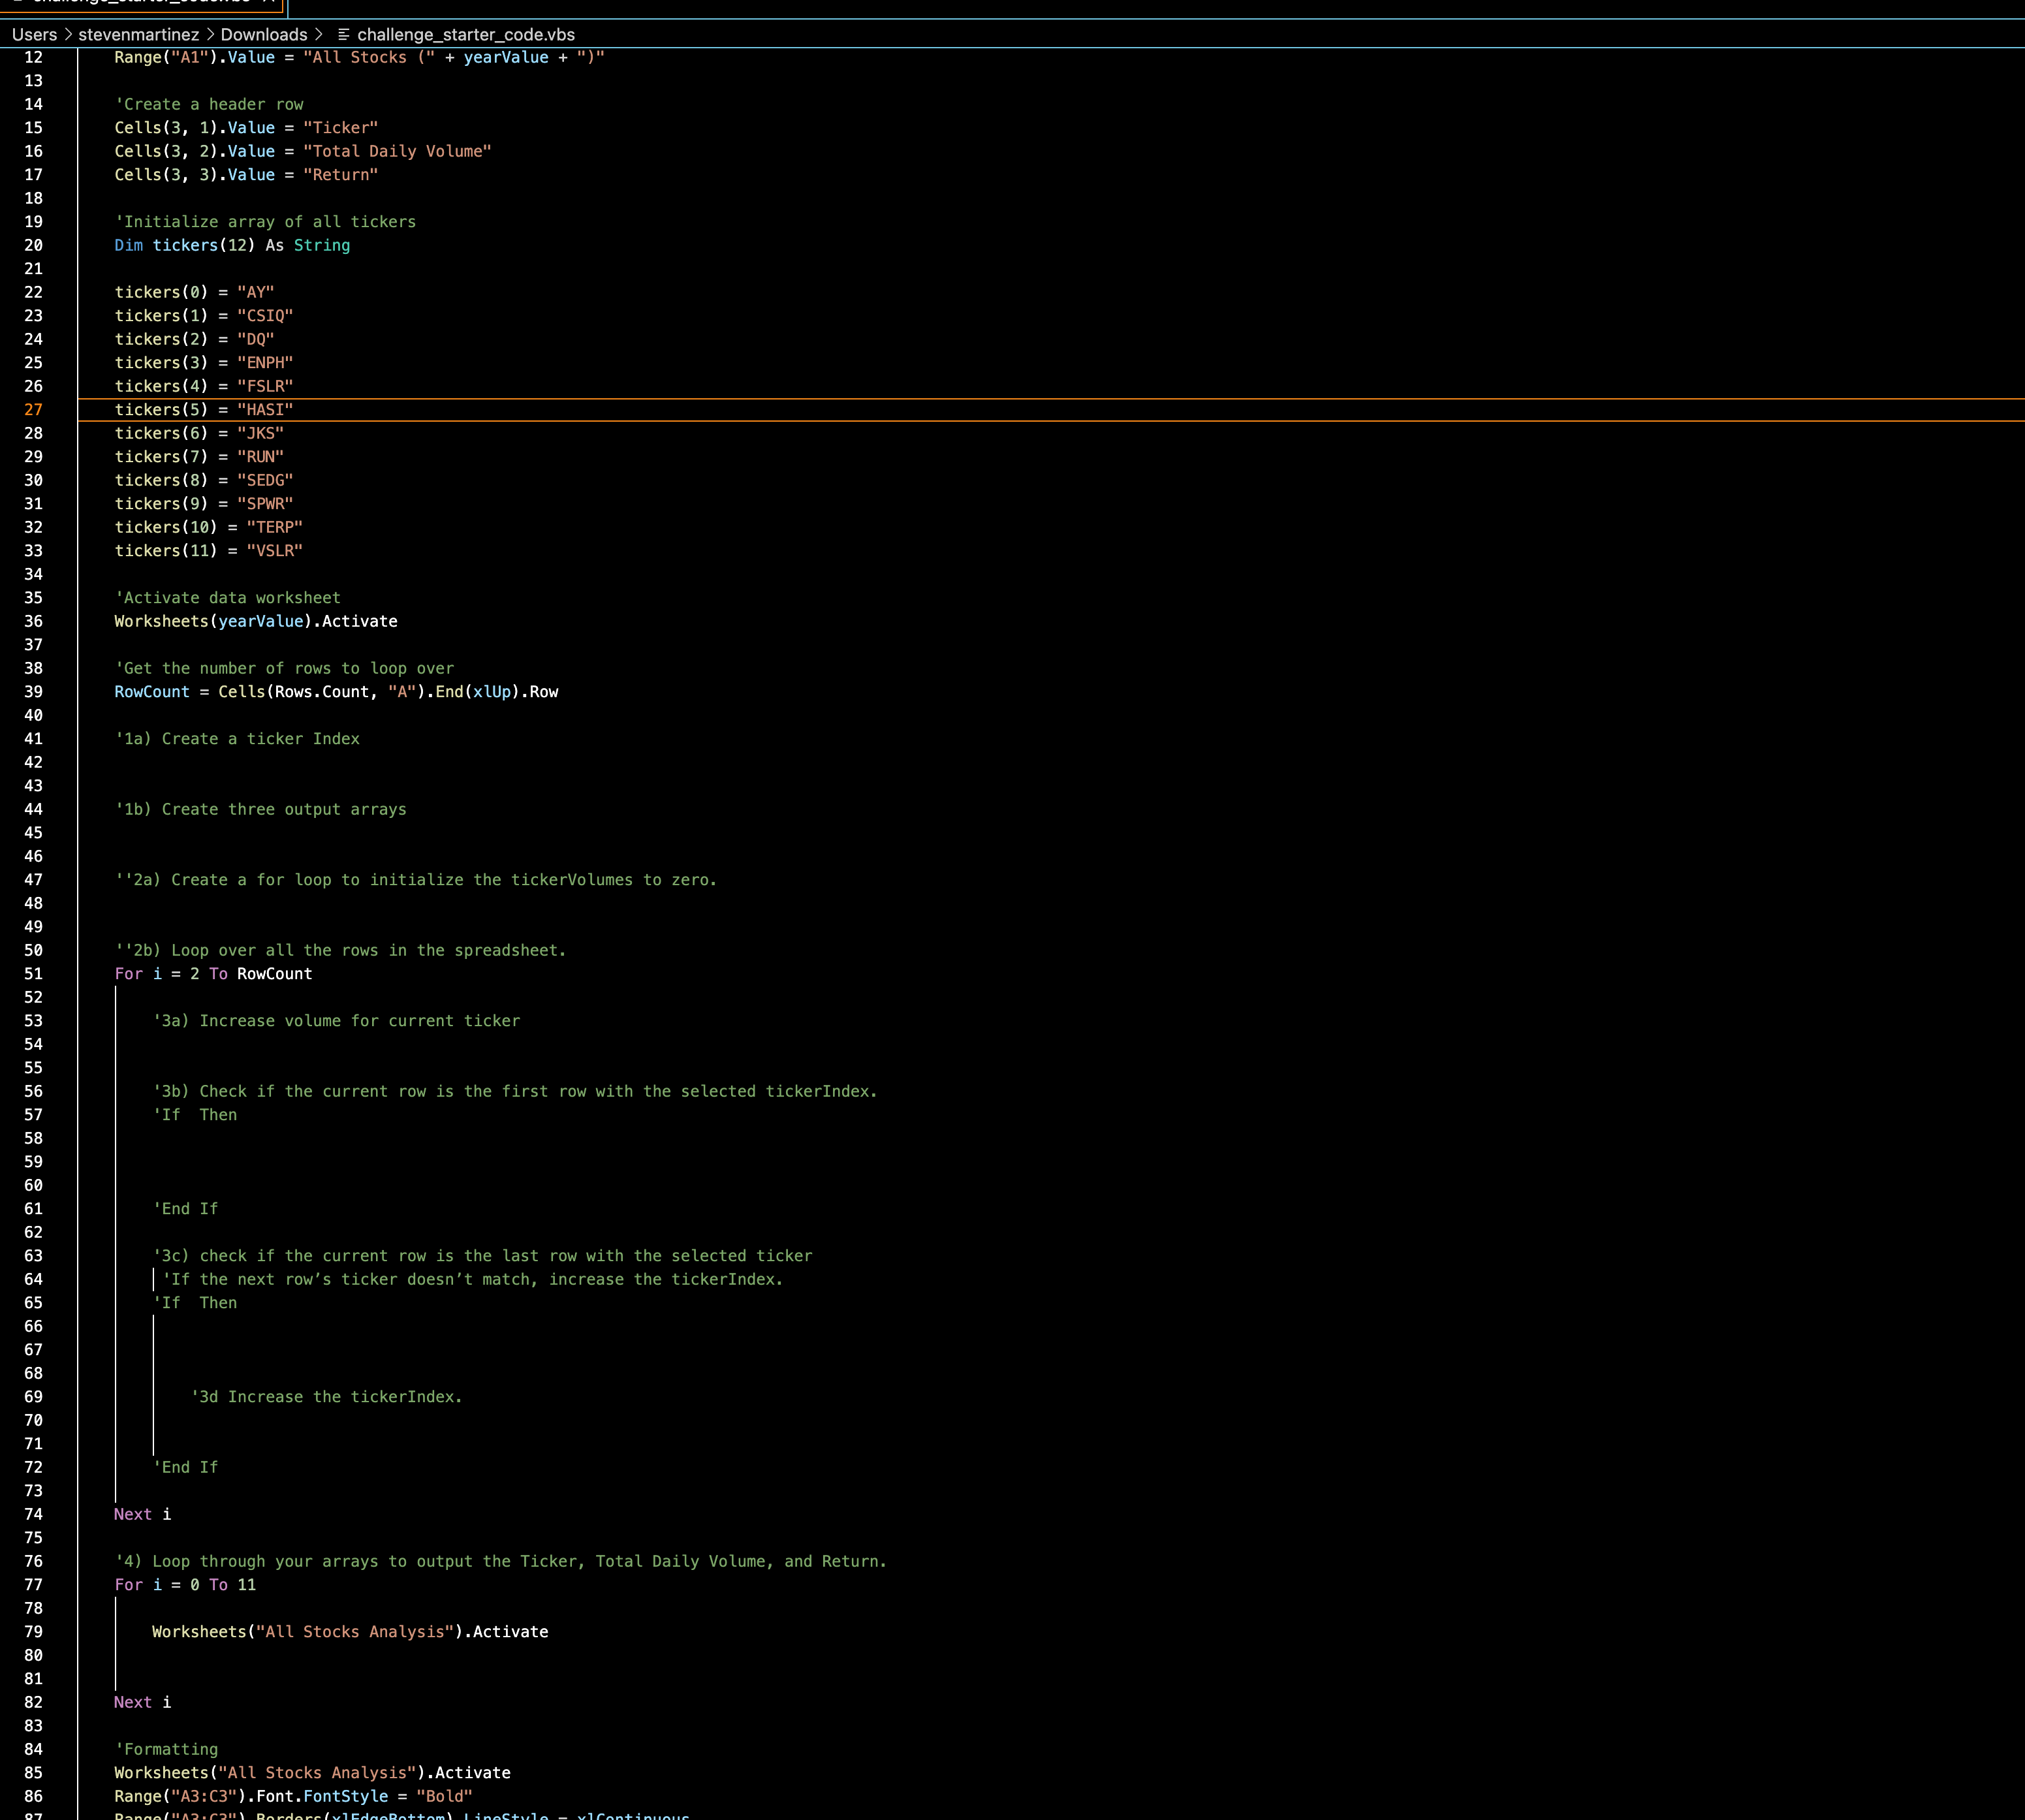 challenge_starter_code.vbs
Users > stevenmartinez > Downloads > challenge_starter_code.vbs
12 Range("A1").Value = "All Stocks (" + yearValue + ")"
13
14 'Create a header row
15 Cells(3, 1).Value = "Ticker"
16 Cells(3, 2).Value = "Total Daily Volume"
17 Cells(3, 3).Value = "Return"
18
19 'Initialize array of all tickers
20 Dim tickers(12) As String
21
22 tickers(0) = "AY"
23 tickers(1) = "CSIQ"
24 tickers(2) = "DQ"
25 tickers(3) = "ENPH"
26 tickers(4) = "FSLR"
27 tickers(5) = "HASI"
28 tickers(6) = "JKS"
29 tickers(7) = "RUN"
30 tickers(8) = "SEDG"
31 tickers(9) = "SPWR"
32 tickers(10) = "TERP"
33 tickers(11) = "VSLR"
34
35 'Activate data worksheet
36 Worksheets(yearValue).Activate
37
38 'Get the number of rows to loop over
39 RowCount = Cells(Rows.Count, "A").End(xlUp).Row
40
41 '1a) Create a ticker Index
42
43
44 '1b) Create three output arrays
45
46
47 ''2a) Create a for loop to initialize the tickerVolumes to zero.
48
49
50 ''2b) Loop over all the rows in the spreadsheet.
51 For i = 2 To RowCount
52
53 '3a) Increase volume for current ticker
54
55
56 '3b) Check if the current row is the first row with the selected tickerIndex.
57 'If  Then
58
59
60
61 'End If
62
63 '3c) check if the current row is the last row with the selected ticker
64 'If the next row’s ticker doesn’t match, increase the tickerIndex.
65 'If  Then
66
67
68
69 '3d Increase the tickerIndex.
70
71
72 'End If
73
74 Next i
75
76 '4) Loop through your arrays to output the Ticker, Total Daily Volume, and Return.
77 For i = 0 To 11
78
79 Worksheets("All Stocks Analysis").Activate
80
81
82 Next i
83
84 'Formatting
85 Worksheets("All Stocks Analysis").Activate
86 Range("A3:C3").Font.FontStyle = "Bold"
87 Range("A3:C3").Borders(xlEdgeBottom).LineStyle = xlContinuous